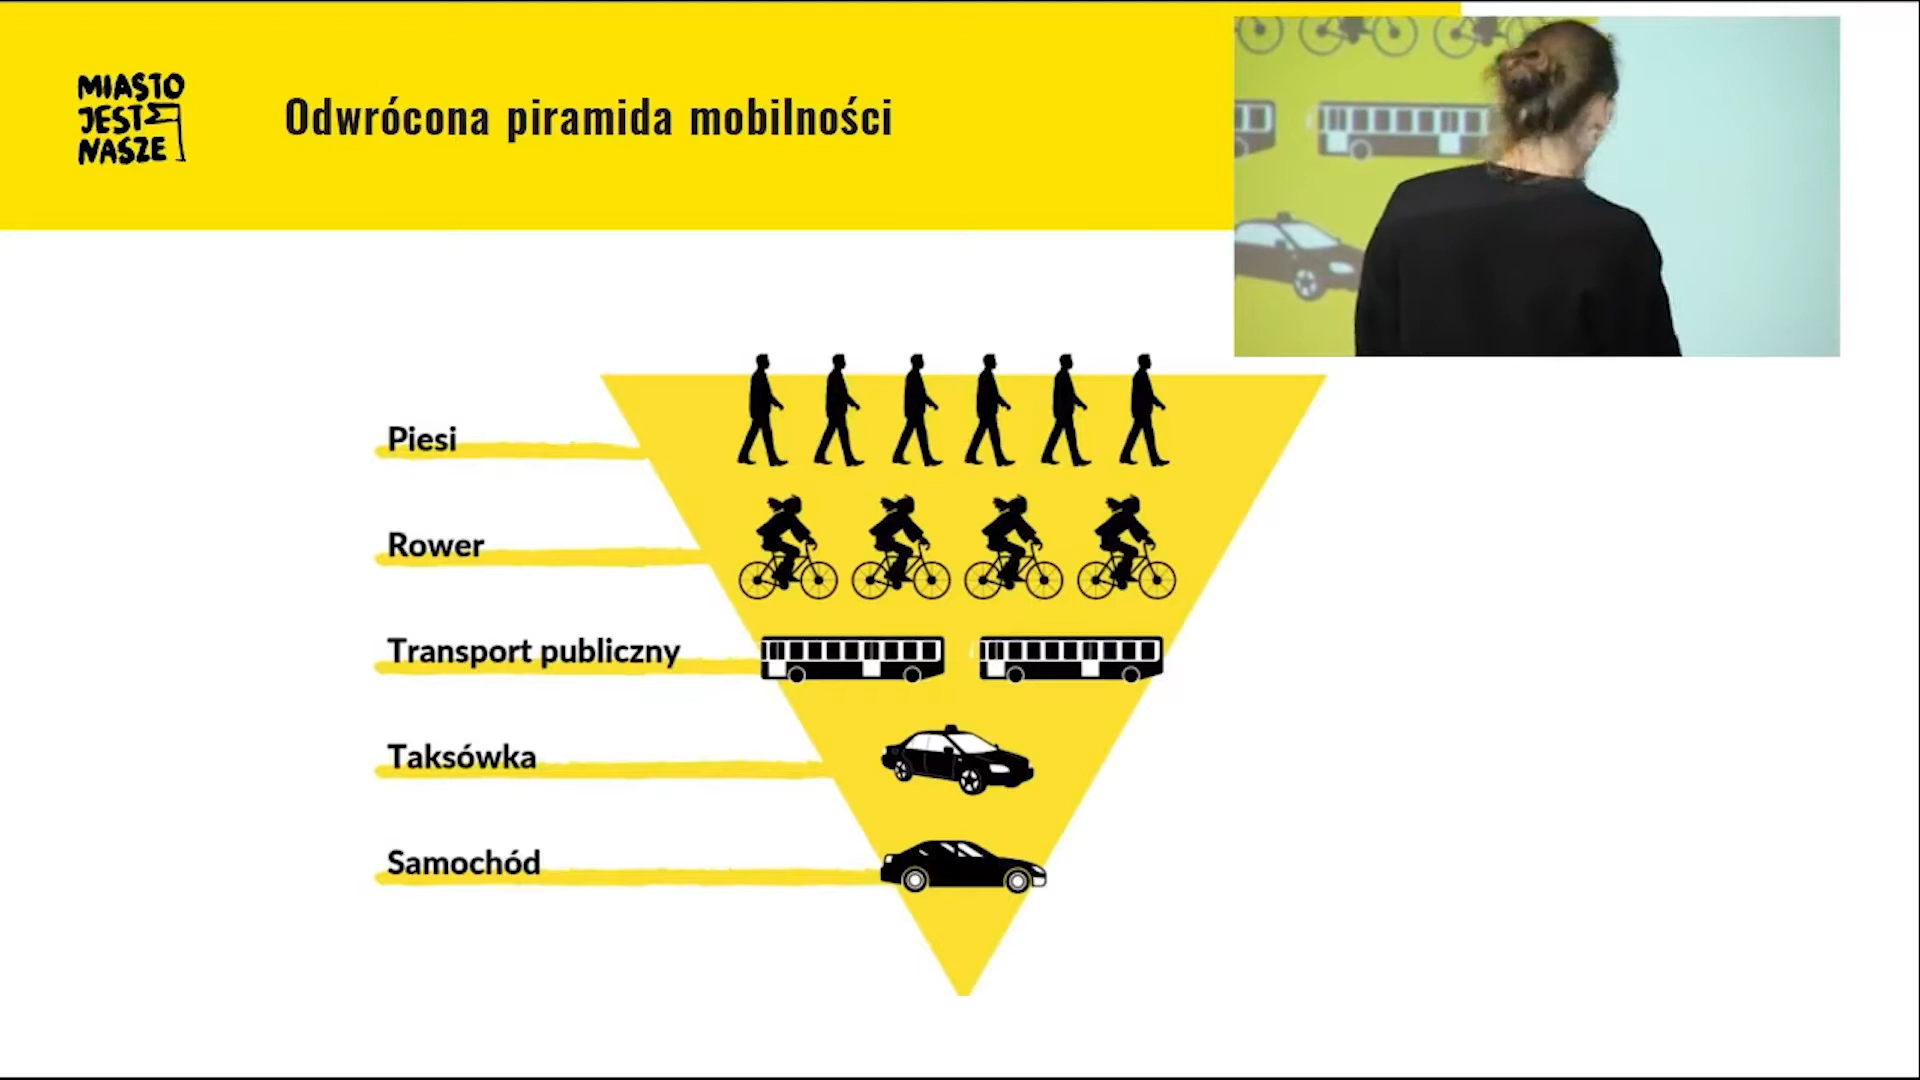 MIASTO
JEST
NASZE
Odwrócona piramida mobilności
Piesi
Rower
Transport publiczny
Taksówka
Samochód